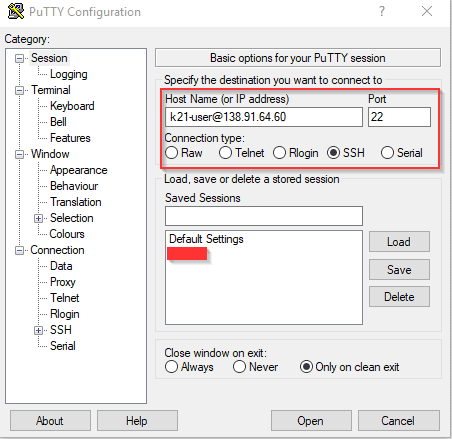 PuTTY Configuration
?
Category:
Session
Logging
Terminal
Keyboard
Bell
Features
Window
Appearance
Behaviour
Translation
Selection
Colours
Connection
Data
Proxy
Telnet
Rlogin
SSH
Serial
Basic options for your PuTTY session
Specify the destination you want to connect to
Host Name (or IP address) Port
k21-user@138.91.64.60 22
Connection type:
Raw Telnet Rlogin SSH Serial
Load, save or delete a stored session
Saved Sessions
Default Settings
Load
Save
Delete
Close window on exit:
Always Never Only on clean exit
About Help Open Cancel